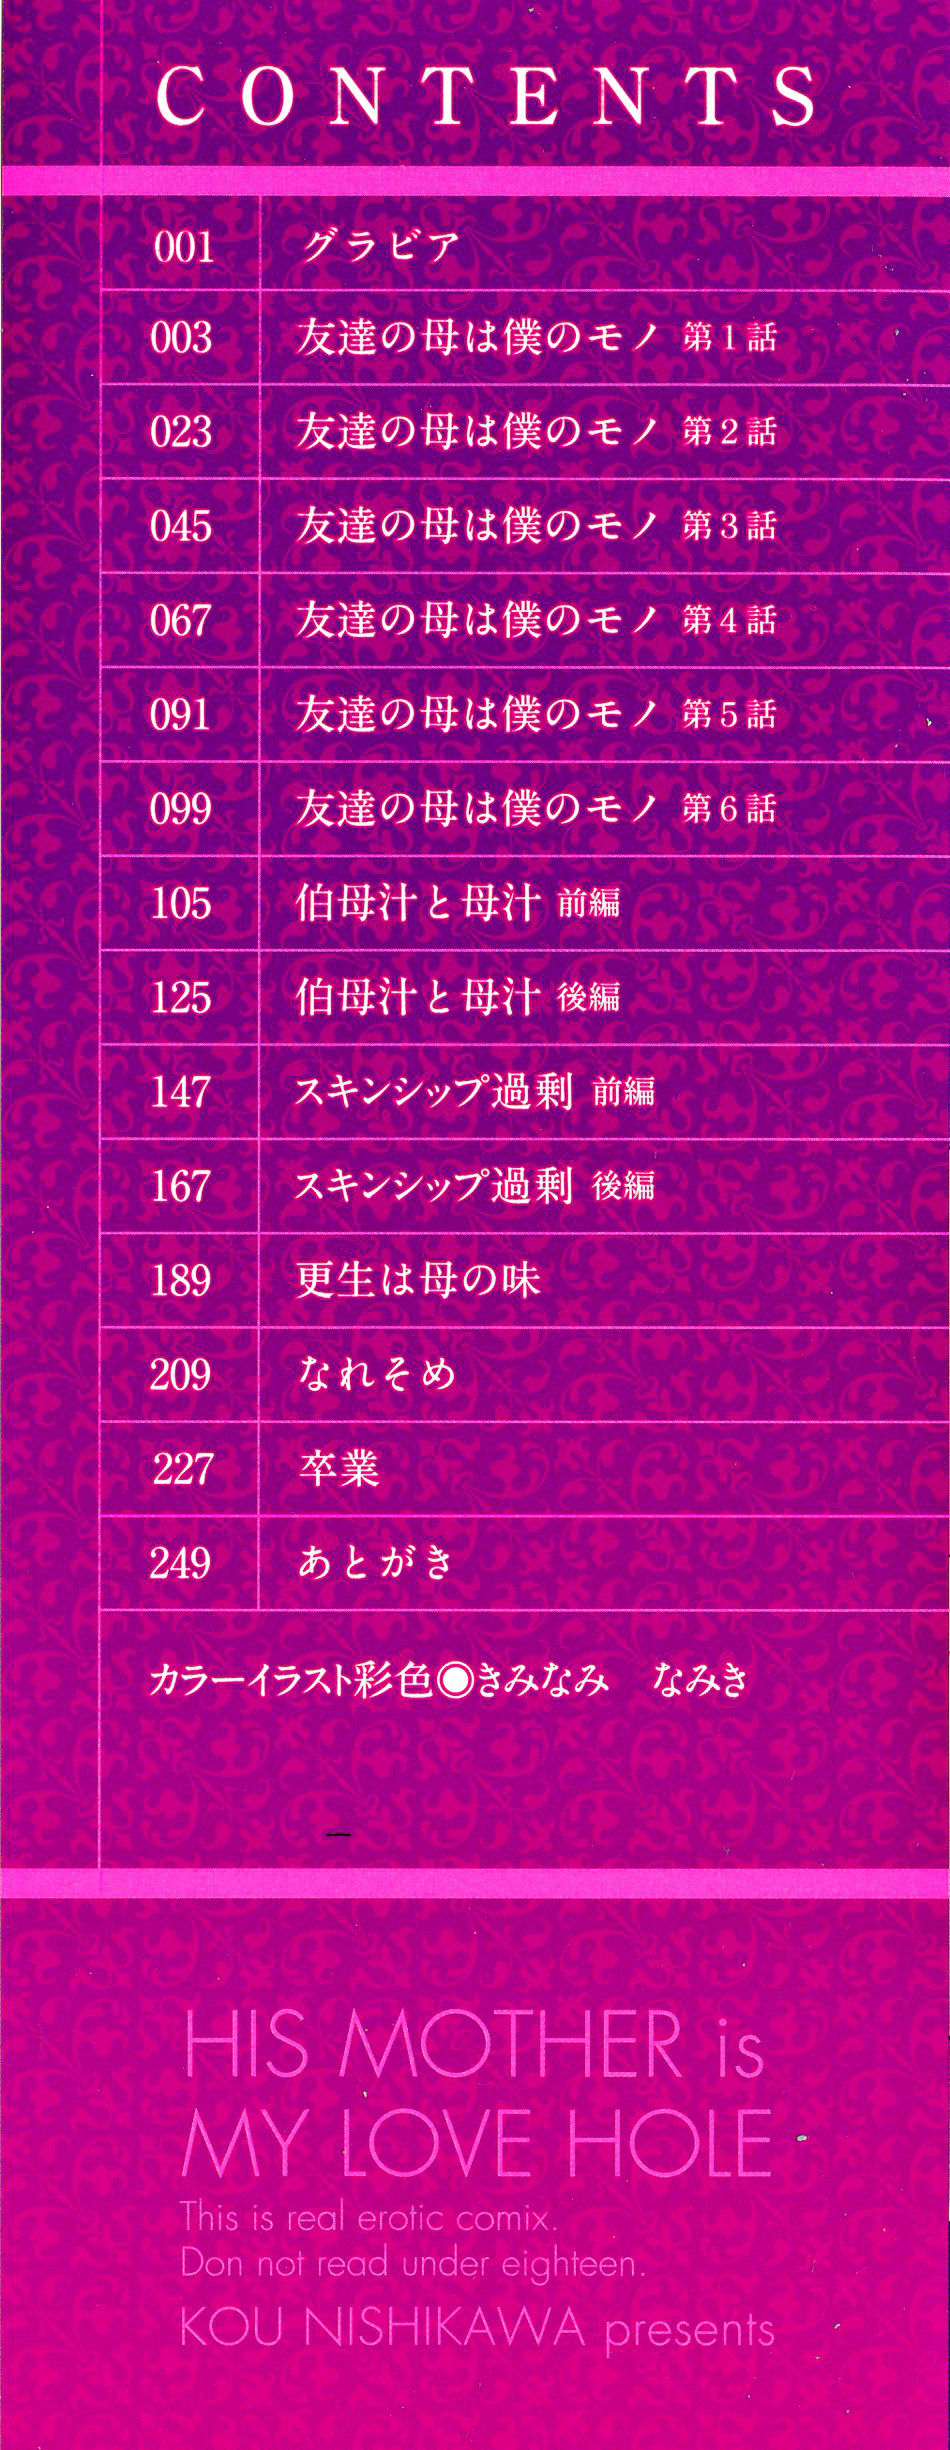 CONTENTS
001 グラビア
003 友達の母は僕のモノ 第1話
023 友達の母は僕のモノ 第2話
045 友達の母は僕のモノ 第3話
067 友達の母は僕のモノ 第4話
091 友達の母は僕のモノ 第5話
099 友達の母は僕のモノ 第6話
105 伯母汁と母汁 前編
125 伯母汁と母汁 後編
147 スキンシップ過剰 前編
167 スキンシップ過剰 後編
189 更生は母の味
209 なれそめ
227 卒業
249 あとがき
カラーイラスト彩色◉きみなみ　なみき
HIS MOTHER is
MY LOVE HOLE
This is real erotic comix.
Don not read under eighteen.
KOU NISHIKAWA presents